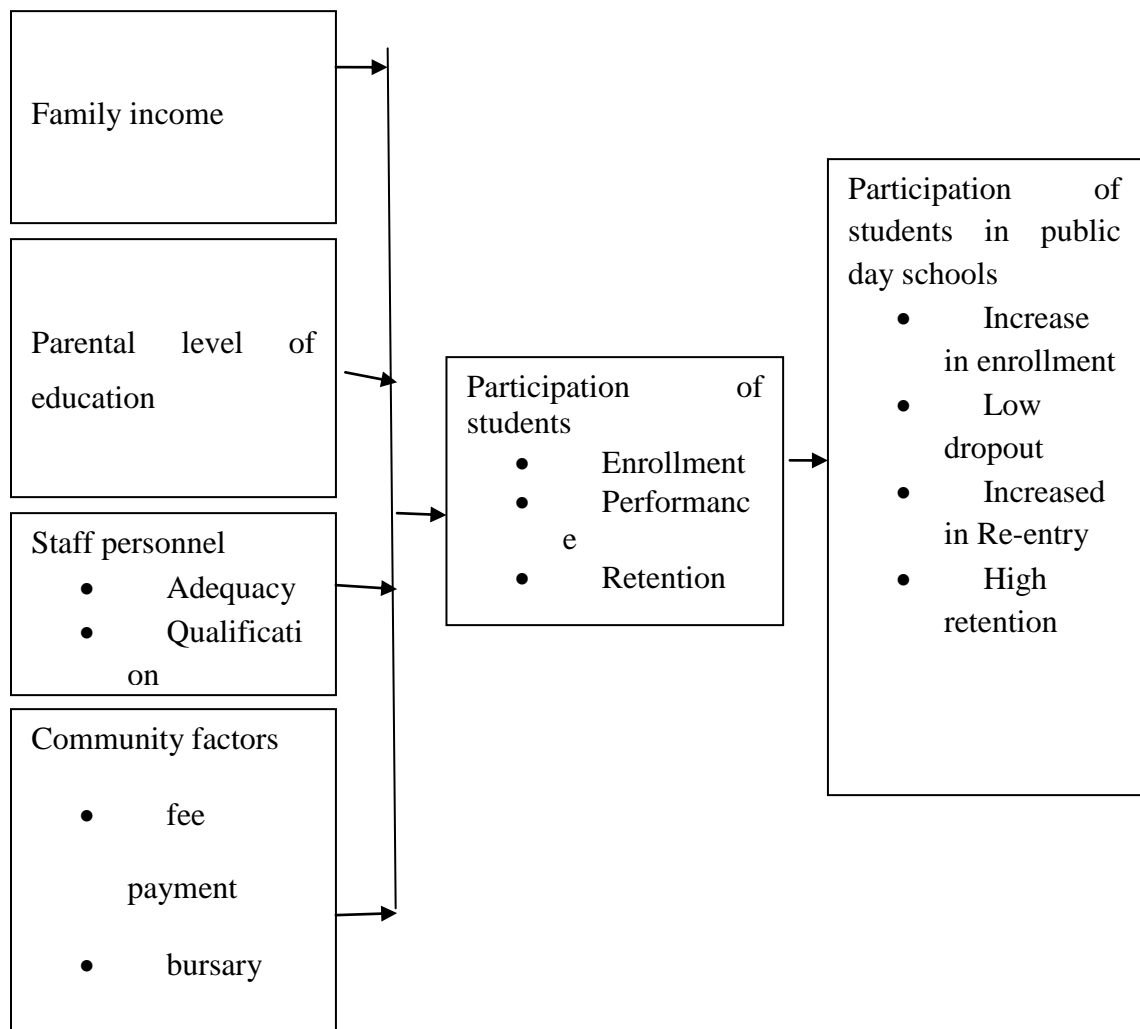 Family income
Parental level of
education
Staff personnel
• Adequacy
• Qualificati
on
Community factors
• fee
payment
• bursary
Participation of
students
• Enrollment
• Performanc
e
• Retention
Participation of
students in public
day schools
• Increase
in enrollment
• Low
dropout
• Increased
in Re-entry
• High
retention